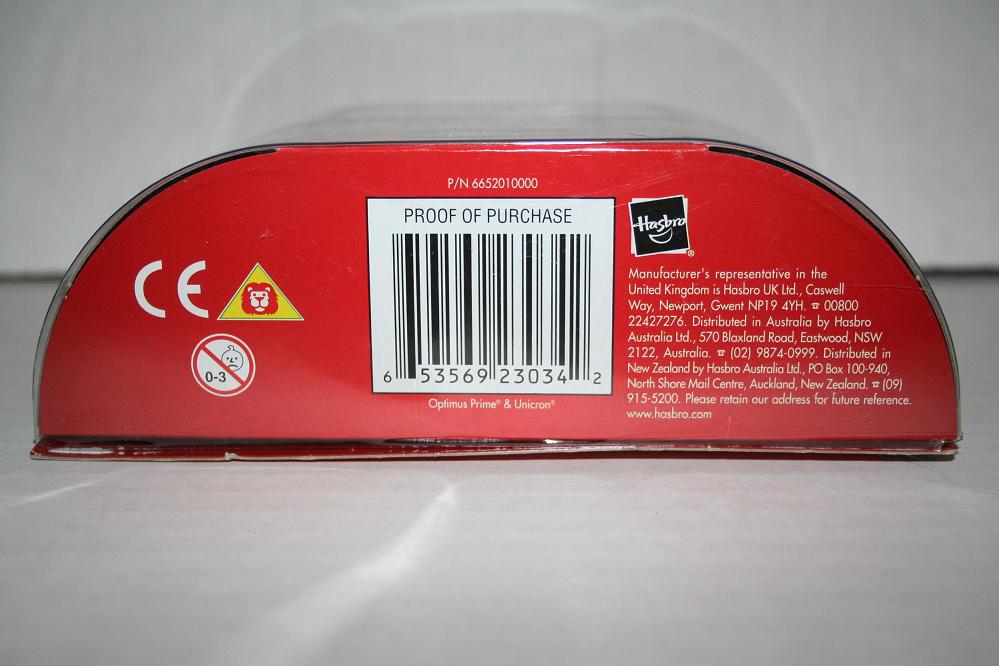 P/N 6652010000
PROOF OF PURCHASE
6 53569 23034 2
Optimus Prime® & Unicron®
CE
0-3
Hasbro
®
Manufacturer's representative in the
United Kingdom is Hasbro UK Ltd., Caswell
Way, Newport, Gwent NP19 4YH. ☎ 00800
22427276. Distributed in Australia by Hasbro
Australia Ltd., 570 Blaxland Road, Eastwood, NSW
2122, Australia. ☎ (02) 9874-0999. Distributed in
New Zealand by Hasbro Australia Ltd., PO Box 100-940,
North Shore Mail Centre, Auckland, New Zealand. ☎ (09)
915-5200. Please retain our address for future reference.
www.hasbro.com